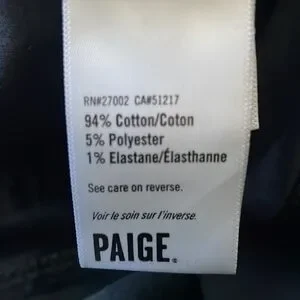 RN#27002 CA#51217
94% Cotton/Coton
5% Polyester
1% Elastane/Élasthanne
See care on reverse.
Voir le soin sur l'inverse.
PAIGE®